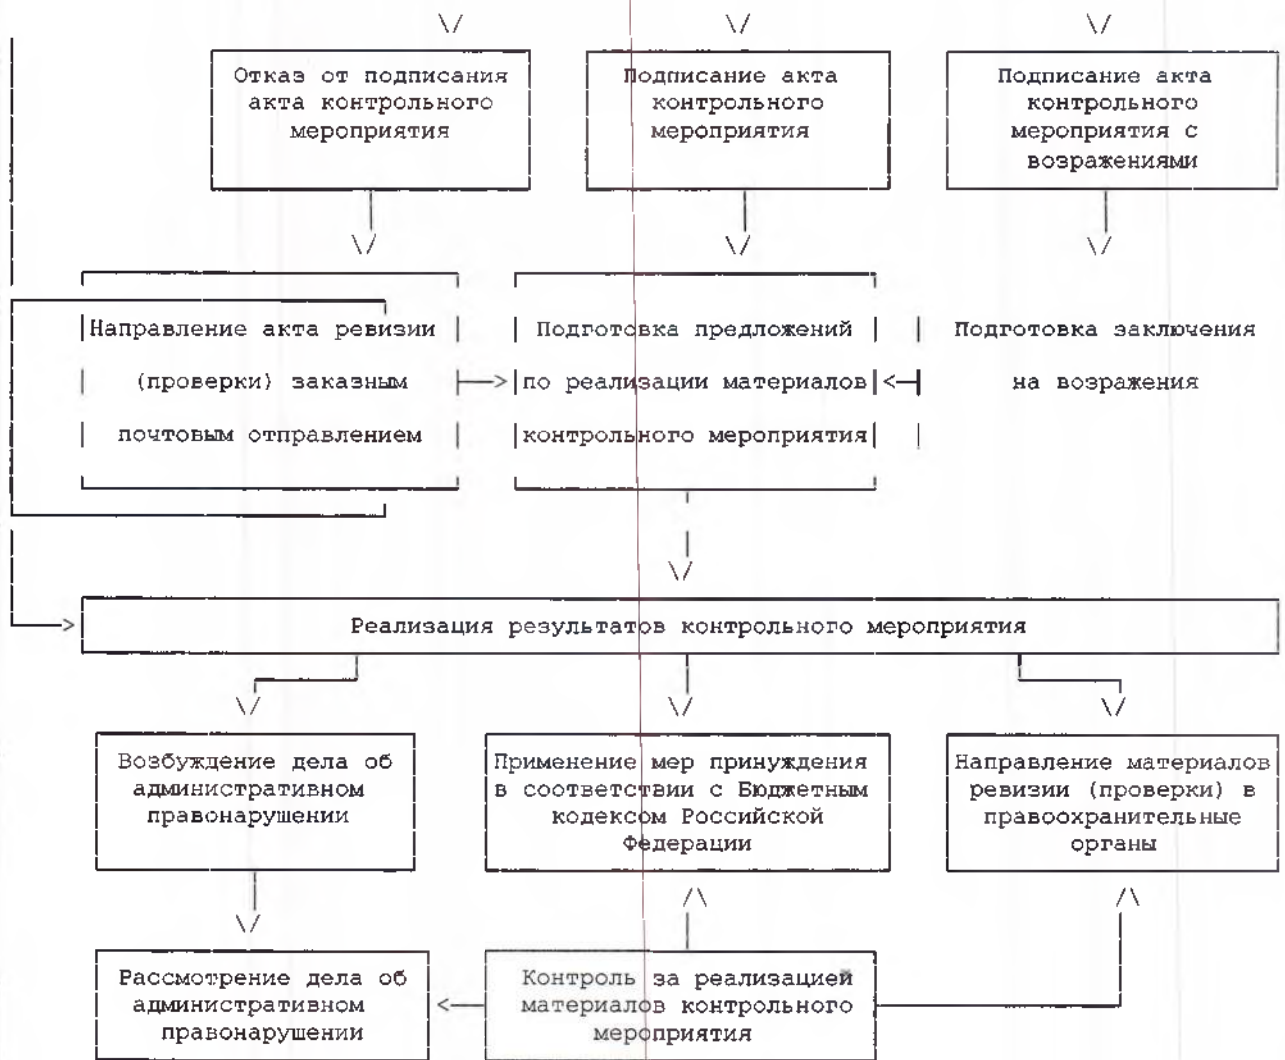 Отказ от подписания
акта контрольного
мероприятия
Подписание акта
контрольного
мероприятия
Подписание акта
контрольного
мероприятия с
возражениями
Направление акта ревизии
(проверки) заказным
почтовым отправлением
Подготовка предложений
по реализации материалов
контрольного мероприятия
Подготовка заключения
на возражения
Реализация результатов контрольного мероприятия
Возбуждение дела об
административном
правонарушении
Применение мер принуждения
в соответствии с Бюджетным
кодексом Российской
Федерации
Направление материалов
ревизии (проверки) в
правоохранительные
органы
Рассмотрение дела об
административном
правонарушении
Контроль за реализацией
материалов контрольного
мероприятия